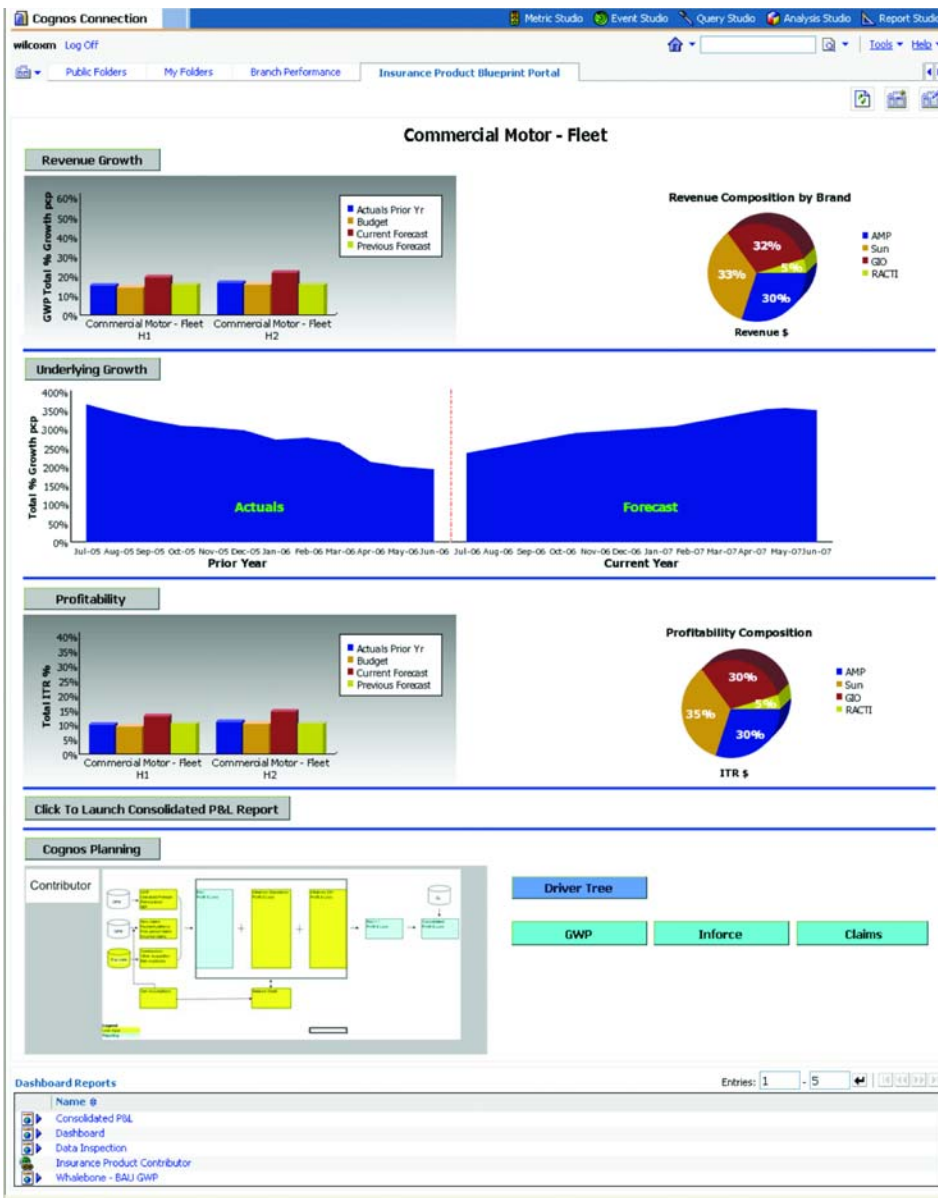 Cognos Connection Metric Studio Event Studio Query Studio Analysis Studio Report Studio
wilcoxm Log Off Tools Help
Public Folders My Folders Branch Performance Insurance Product Blueprint Portal
Commercial Motor - Fleet
Revenue Growth
GWP Total % Growth pcp
60%
50%
40%
30%
20%
10%
0%
Commercial Motor - Fleet H1
Commercial Motor - Fleet H2
Actuals Prior Yr
Budget
Current Forecast
Previous Forecast
Revenue Composition by Brand
32%
5%
33%
30%
AMP
Sun
GIO
RACTI
Revenue $
Underlying Growth
Total % Growth pcp
400%
350%
300%
250%
200%
150%
100%
50%
0%
Actuals
Forecast
Jul-05 Aug-05 Sep-05 Oct-05 Nov-05 Dec-05 Jan-06 Feb-06 Mar-06 Apr-06 May-06 Jun-06 Jul-06 Aug-06 Sep-06 Oct-06 Nov-06 Dec-06 Jan-07 Feb-07 Mar-07 Apr-07 May-07 Jun-07
Prior Year Current Year
Profitability
Total ITR %
40%
35%
30%
25%
20%
15%
10%
5%
0%
Commercial Motor - Fleet H1
Commercial Motor - Fleet H2
Actuals Prior Yr
Budget
Current Forecast
Previous Forecast
Profitability Composition
30%
5%
35%
30%
AMP
Sun
GIO
RACTI
ITR $
Click To Launch Consolidated P&L Report
Cognos Planning
Contributor
Legend
Driver Tree
GWP Inforce Claims
Dashboard Reports Entries: 1 - 5
Name
Consolidated P&L
Dashboard
Data Inspection
Insurance Product Contributor
Whalebone - BAU GWP